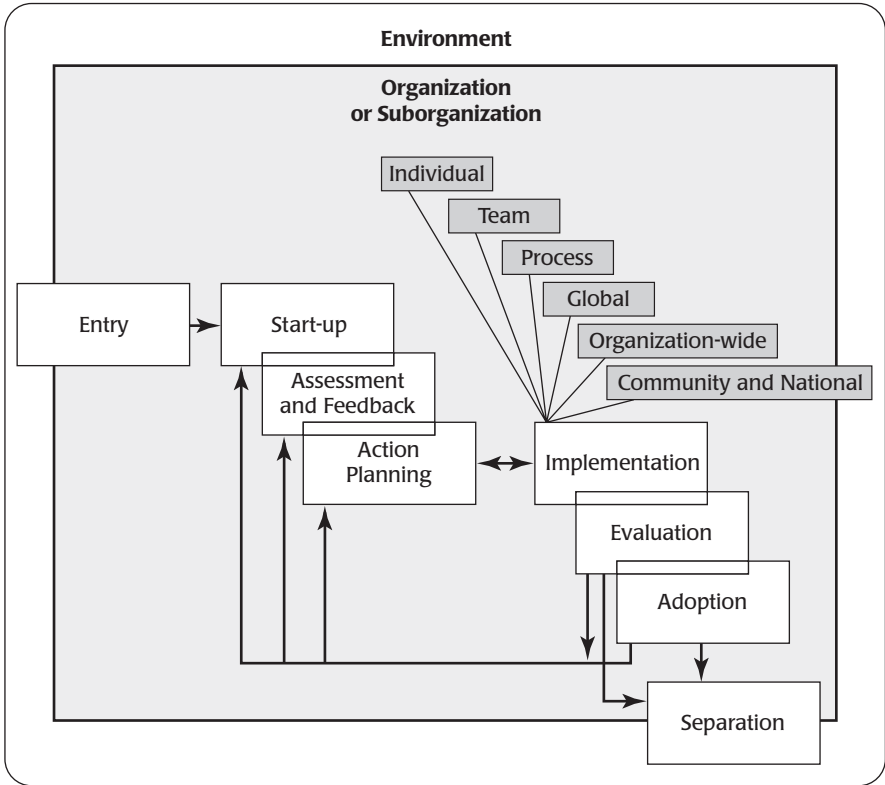 Environment
Organization
or Suborganization
Individual
Team
Process
Global
Organization-wide
Community and National
Entry
Start-up
Assessment
and Feedback
Action
Planning
Implementation
Evaluation
Adoption
Separation